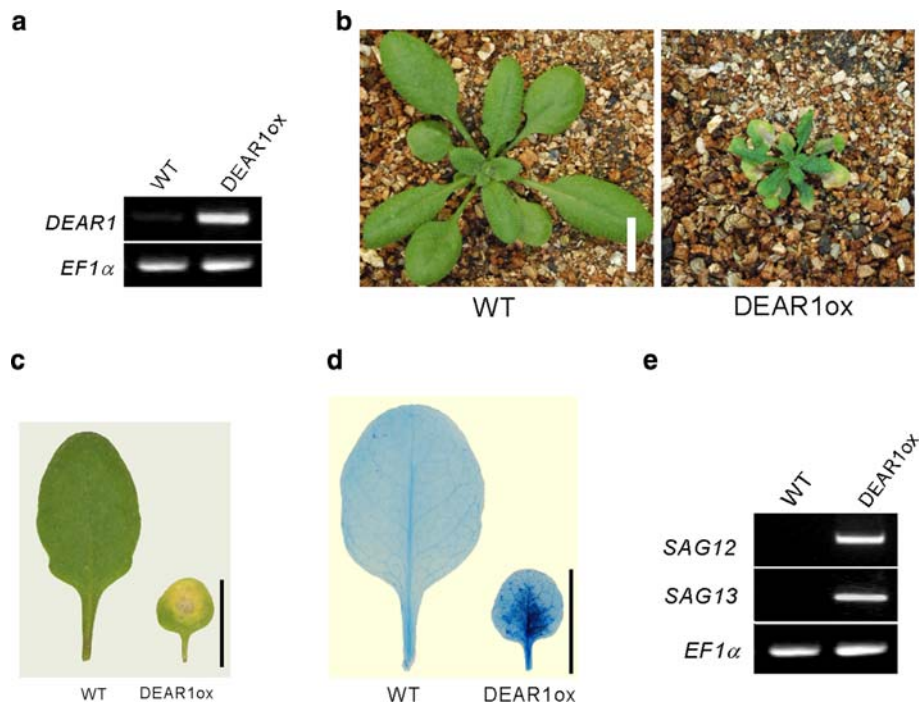 a
WT
DEAR1ox
DEAR1
EF1α
b
WT
DEAR1ox
c
WT
DEAR1ox
d
WT
DEAR1ox
e
WT
DEAR1ox
SAG12
SAG13
EF1α